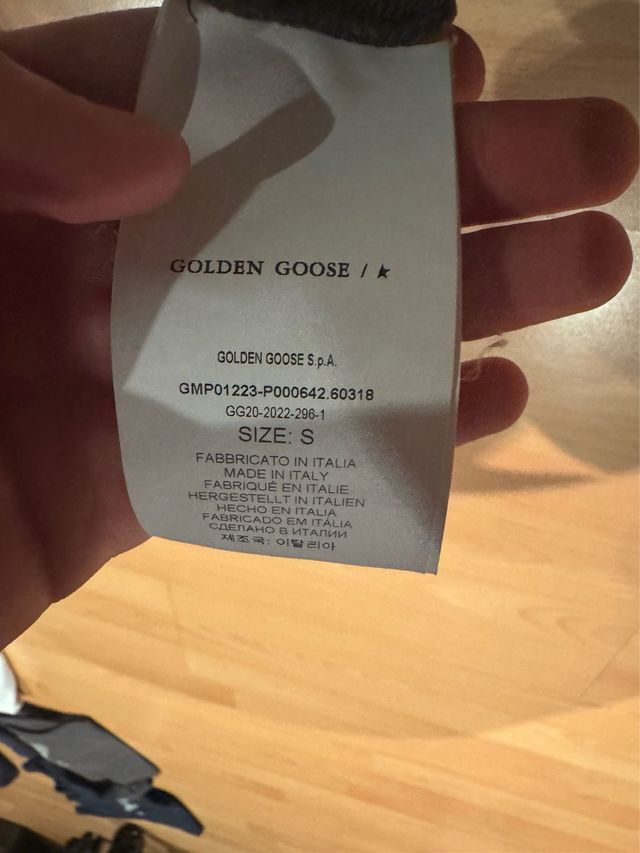 GOLDEN GOOSE / ★
GOLDEN GOOSE S.p.A.
GMP01223-P000642.60318
GG20-2022-296-1
SIZE: S
FABBRICATO IN ITALIA
MADE IN ITALY
FABRIQUÉ EN ITALIE
HERGESTELLT IN ITALIEN
HECHO EN ITALIA
FABRICADO EM ITÁLIA
СДЕЛАНО В ИТАЛИИ
제조국: 이탈리아